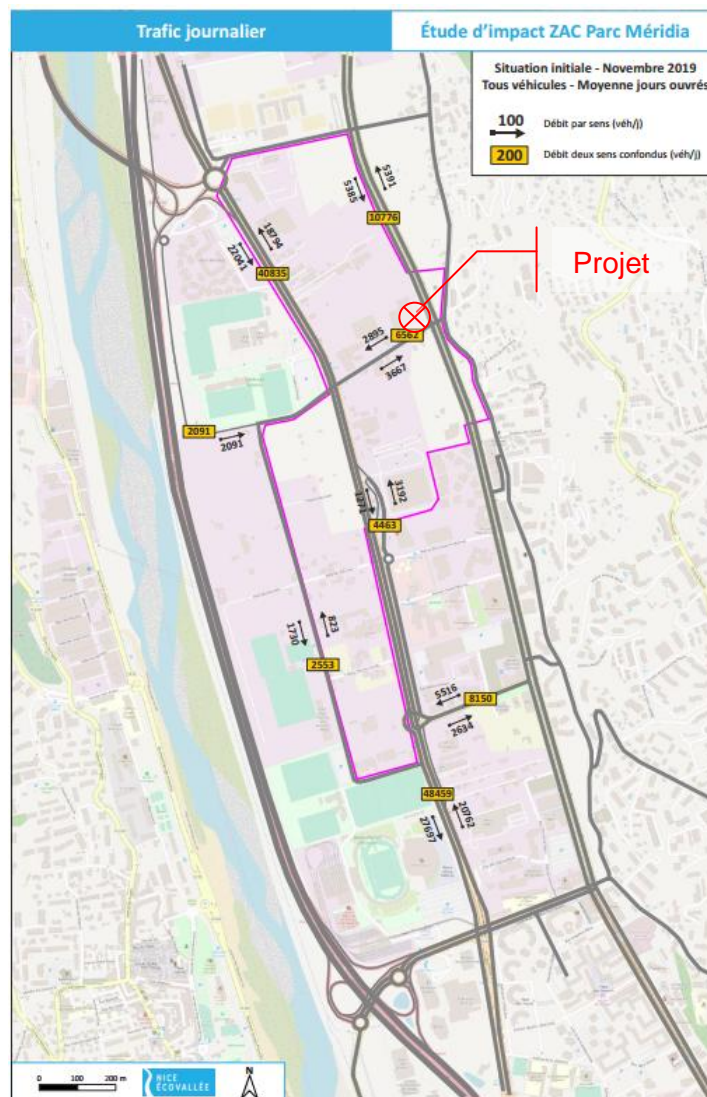 Trafic journalier
Étude d'impact ZAC Parc Méridia
Situation initiale - Novembre 2019
Tous véhicules - Moyenne jours ouvrés
100 Débit par sens (véh/j)
200 Débit deux sens confondus (véh/j)
5385
5391
10776
18794
22041
40835
Projet
2895
6562
3667
2091
2091
1271
3192
4463
1730
823
2553
5516
8150
2634
48459
27697
20762
0 100 200 m
NICE
ÉCOVALLÉE
N